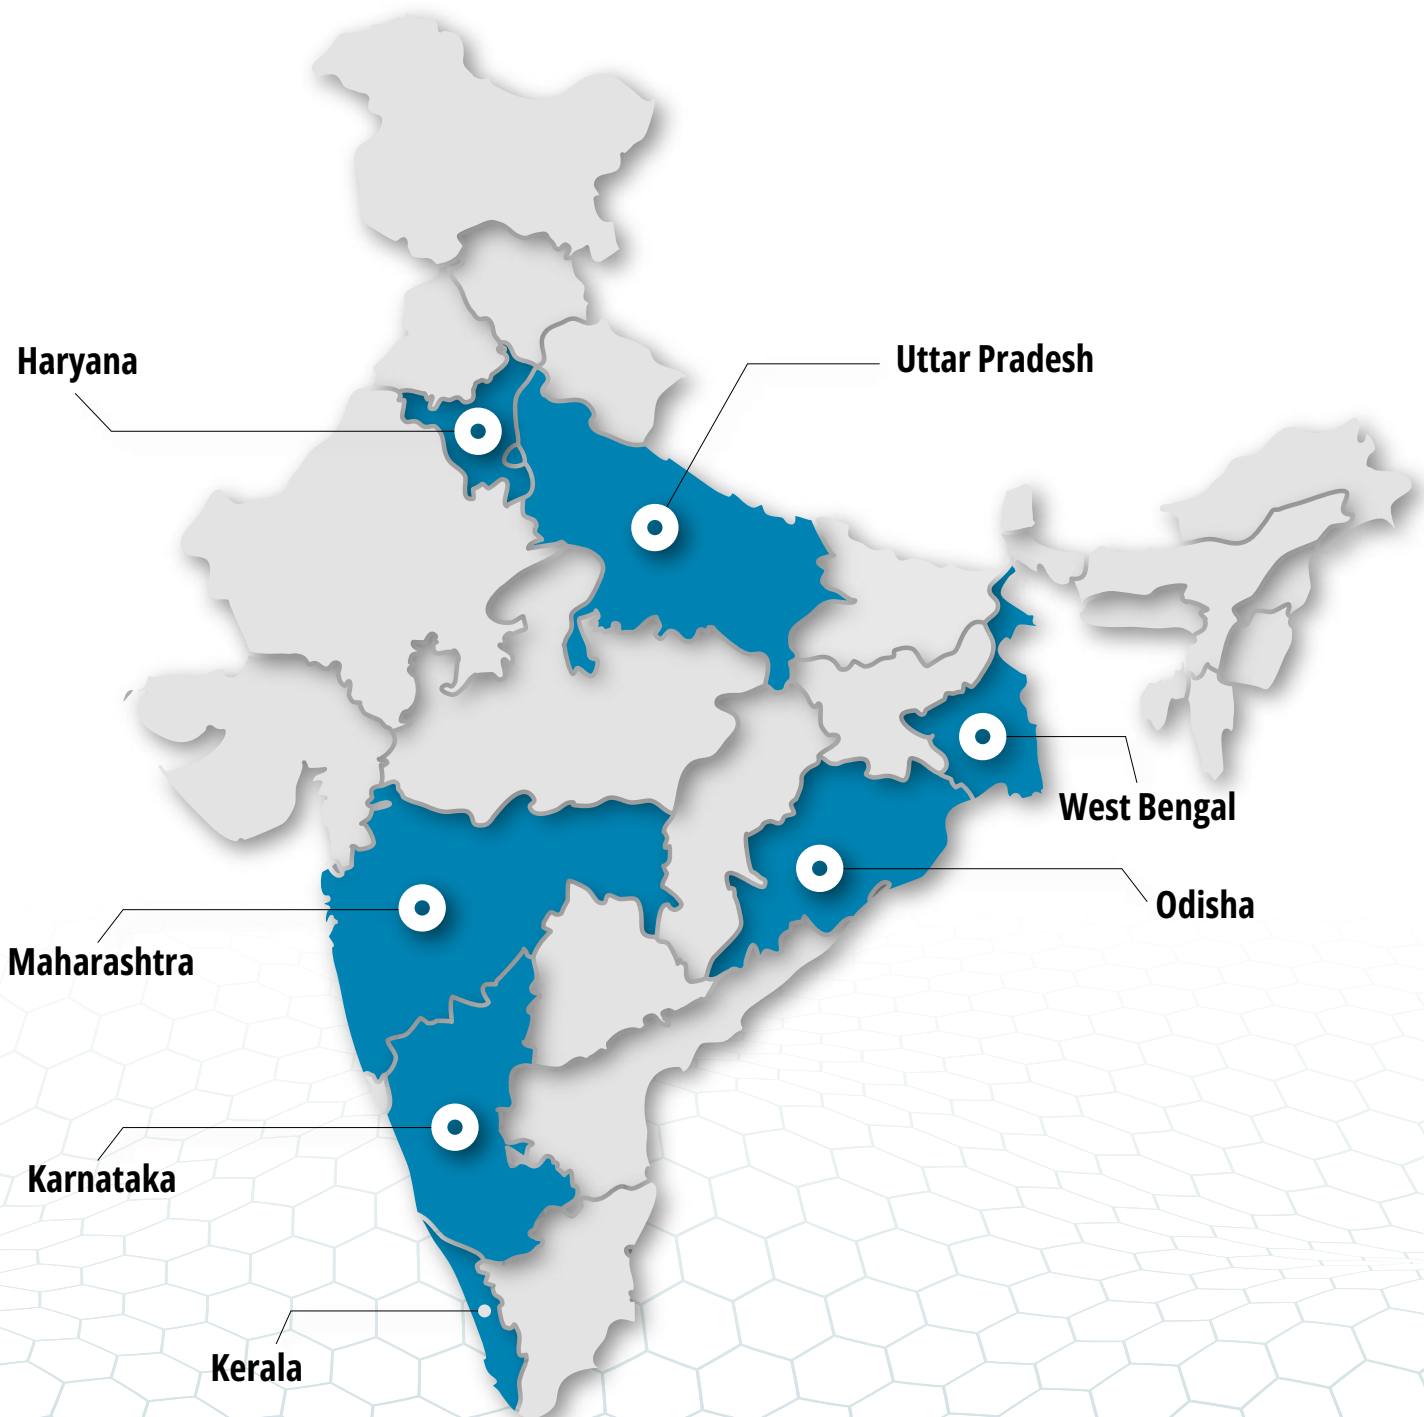 Haryana
Uttar Pradesh
West Bengal
Odisha
Maharashtra
Karnataka
Kerala